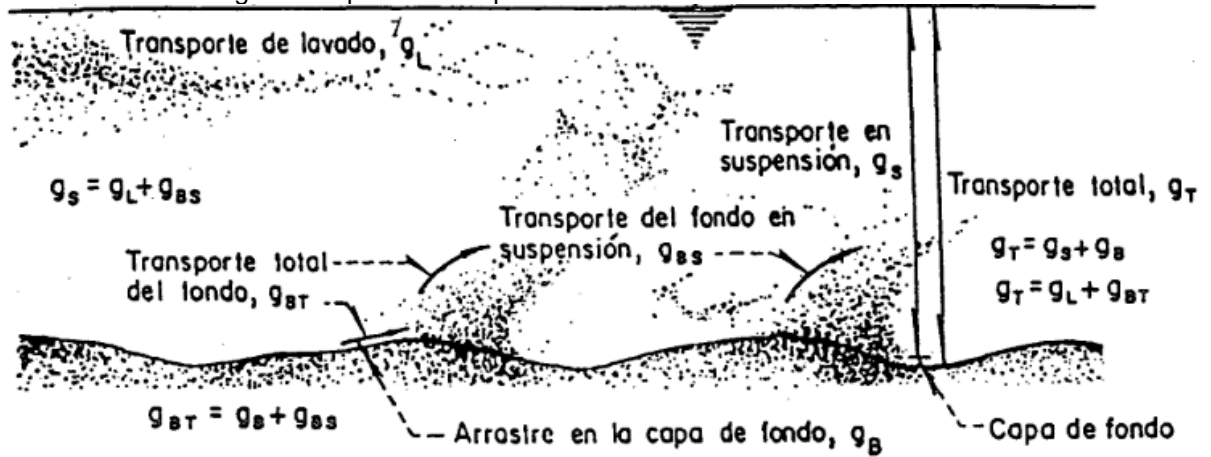 Transporte de lavado, g_L
Transporte en
suspensión, g_s
g_s = g_L + g_BS
Transporte total, g_T
Transporte del fondo en
suspensión, g_BS
Transporte total
del fondo, g_BT
g_T = g_S + g_B
g_T = g_L + g_BT
g_BT = g_B + g_BS
Arrastre en la capa de fondo, g_B
Capa de fondo